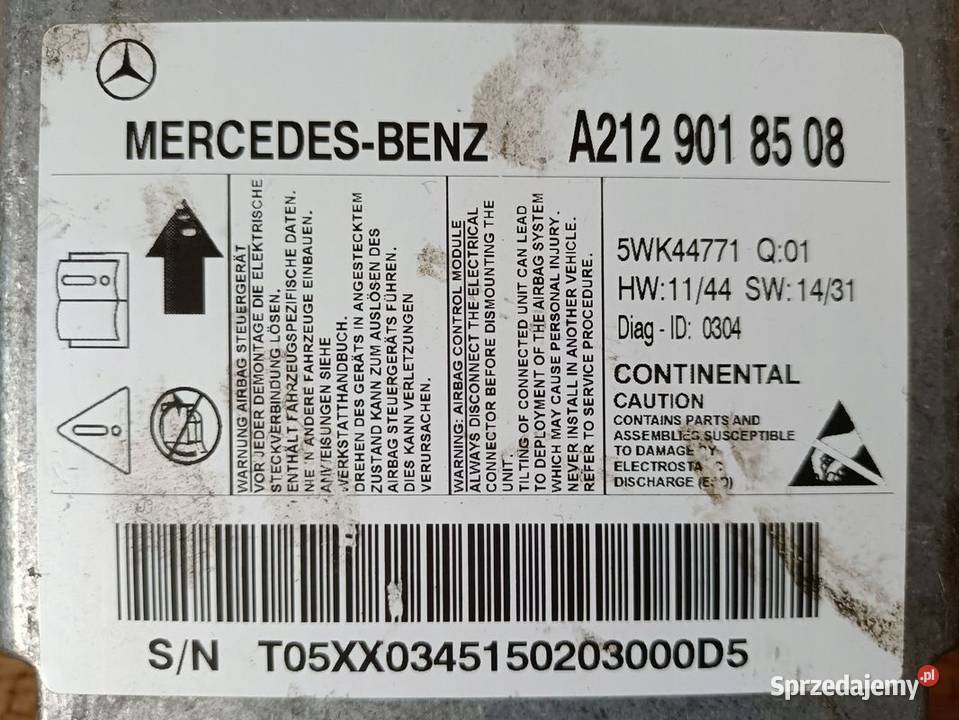 MERCEDES-BENZ A212 901 85 08
WARNUNG AIRBAG STEUERGERÄT
VOR JEDER DEMONTAGE DIE ELEKTRISCHE
STECKVERBINDUNG LÖSEN.
ENTHÄLT FAHRZEUGSPEZIFISCHE DATEN.
NIE IN ANDERE FAHRZEUGE EINBAUEN.
ANWEISUNGEN SIEHE
WERKSTATTHANDBUCH.
DREHEN DES GERÄTS IN ANGESTECKTEM
ZUSTAND KANN ZUM AUSLÖSEN DES
AIRBAG STEUERGERÄTS FÜHREN.
DIES KANN VERLETZUNGEN
VERURSACHEN.
WARNING: AIRBAG CONTROL MODULE
ALWAYS DISCONNECT THE ELECTRICAL
CONNECTOR BEFORE DISMOUNTING THE
UNIT.
TILTING OF CONNECTED UNIT CAN LEAD
TO DEPLOYMENT OF THE AIRBAG SYSTEM
WHICH MAY CAUSE PERSONAL INJURY.
NEVER INSTALL IN ANOTHER VEHICLE.
REFER TO SERVICE PROCEDURE.
5WK44771 Q:01
HW:11/44 SW:14/31
Diag-ID: 0304
CONTINENTAL
CAUTION
CONTAINS PARTS AND
ASSEMBLIES SUSCEPTIBLE
TO DAMAGE BY
ELECTROSTATIC
DISCHARGE (ESD)
S/N T05XX0345150203000D5
Sprzedajemy.pl